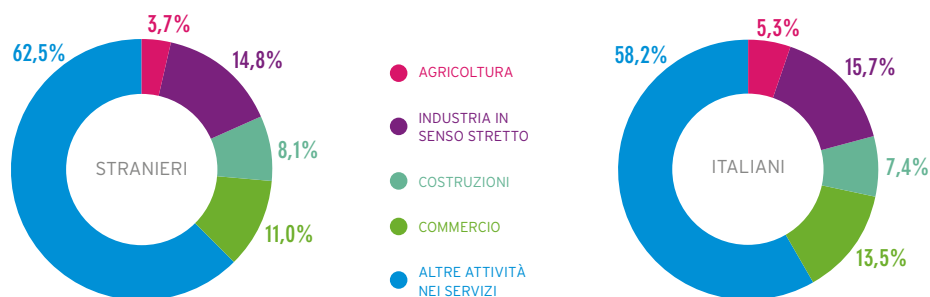 3,7%
62,5%
14,8%
8,1%
11,0%
STRANIERI
AGRICOLTURA
INDUSTRIA IN
SENSO STRETTO
COSTRUZIONI
COMMERCIO
ALTRE ATTIVITÀ
NEI SERVIZI
5,3%
58,2%
15,7%
7,4%
13,5%
ITALIANI